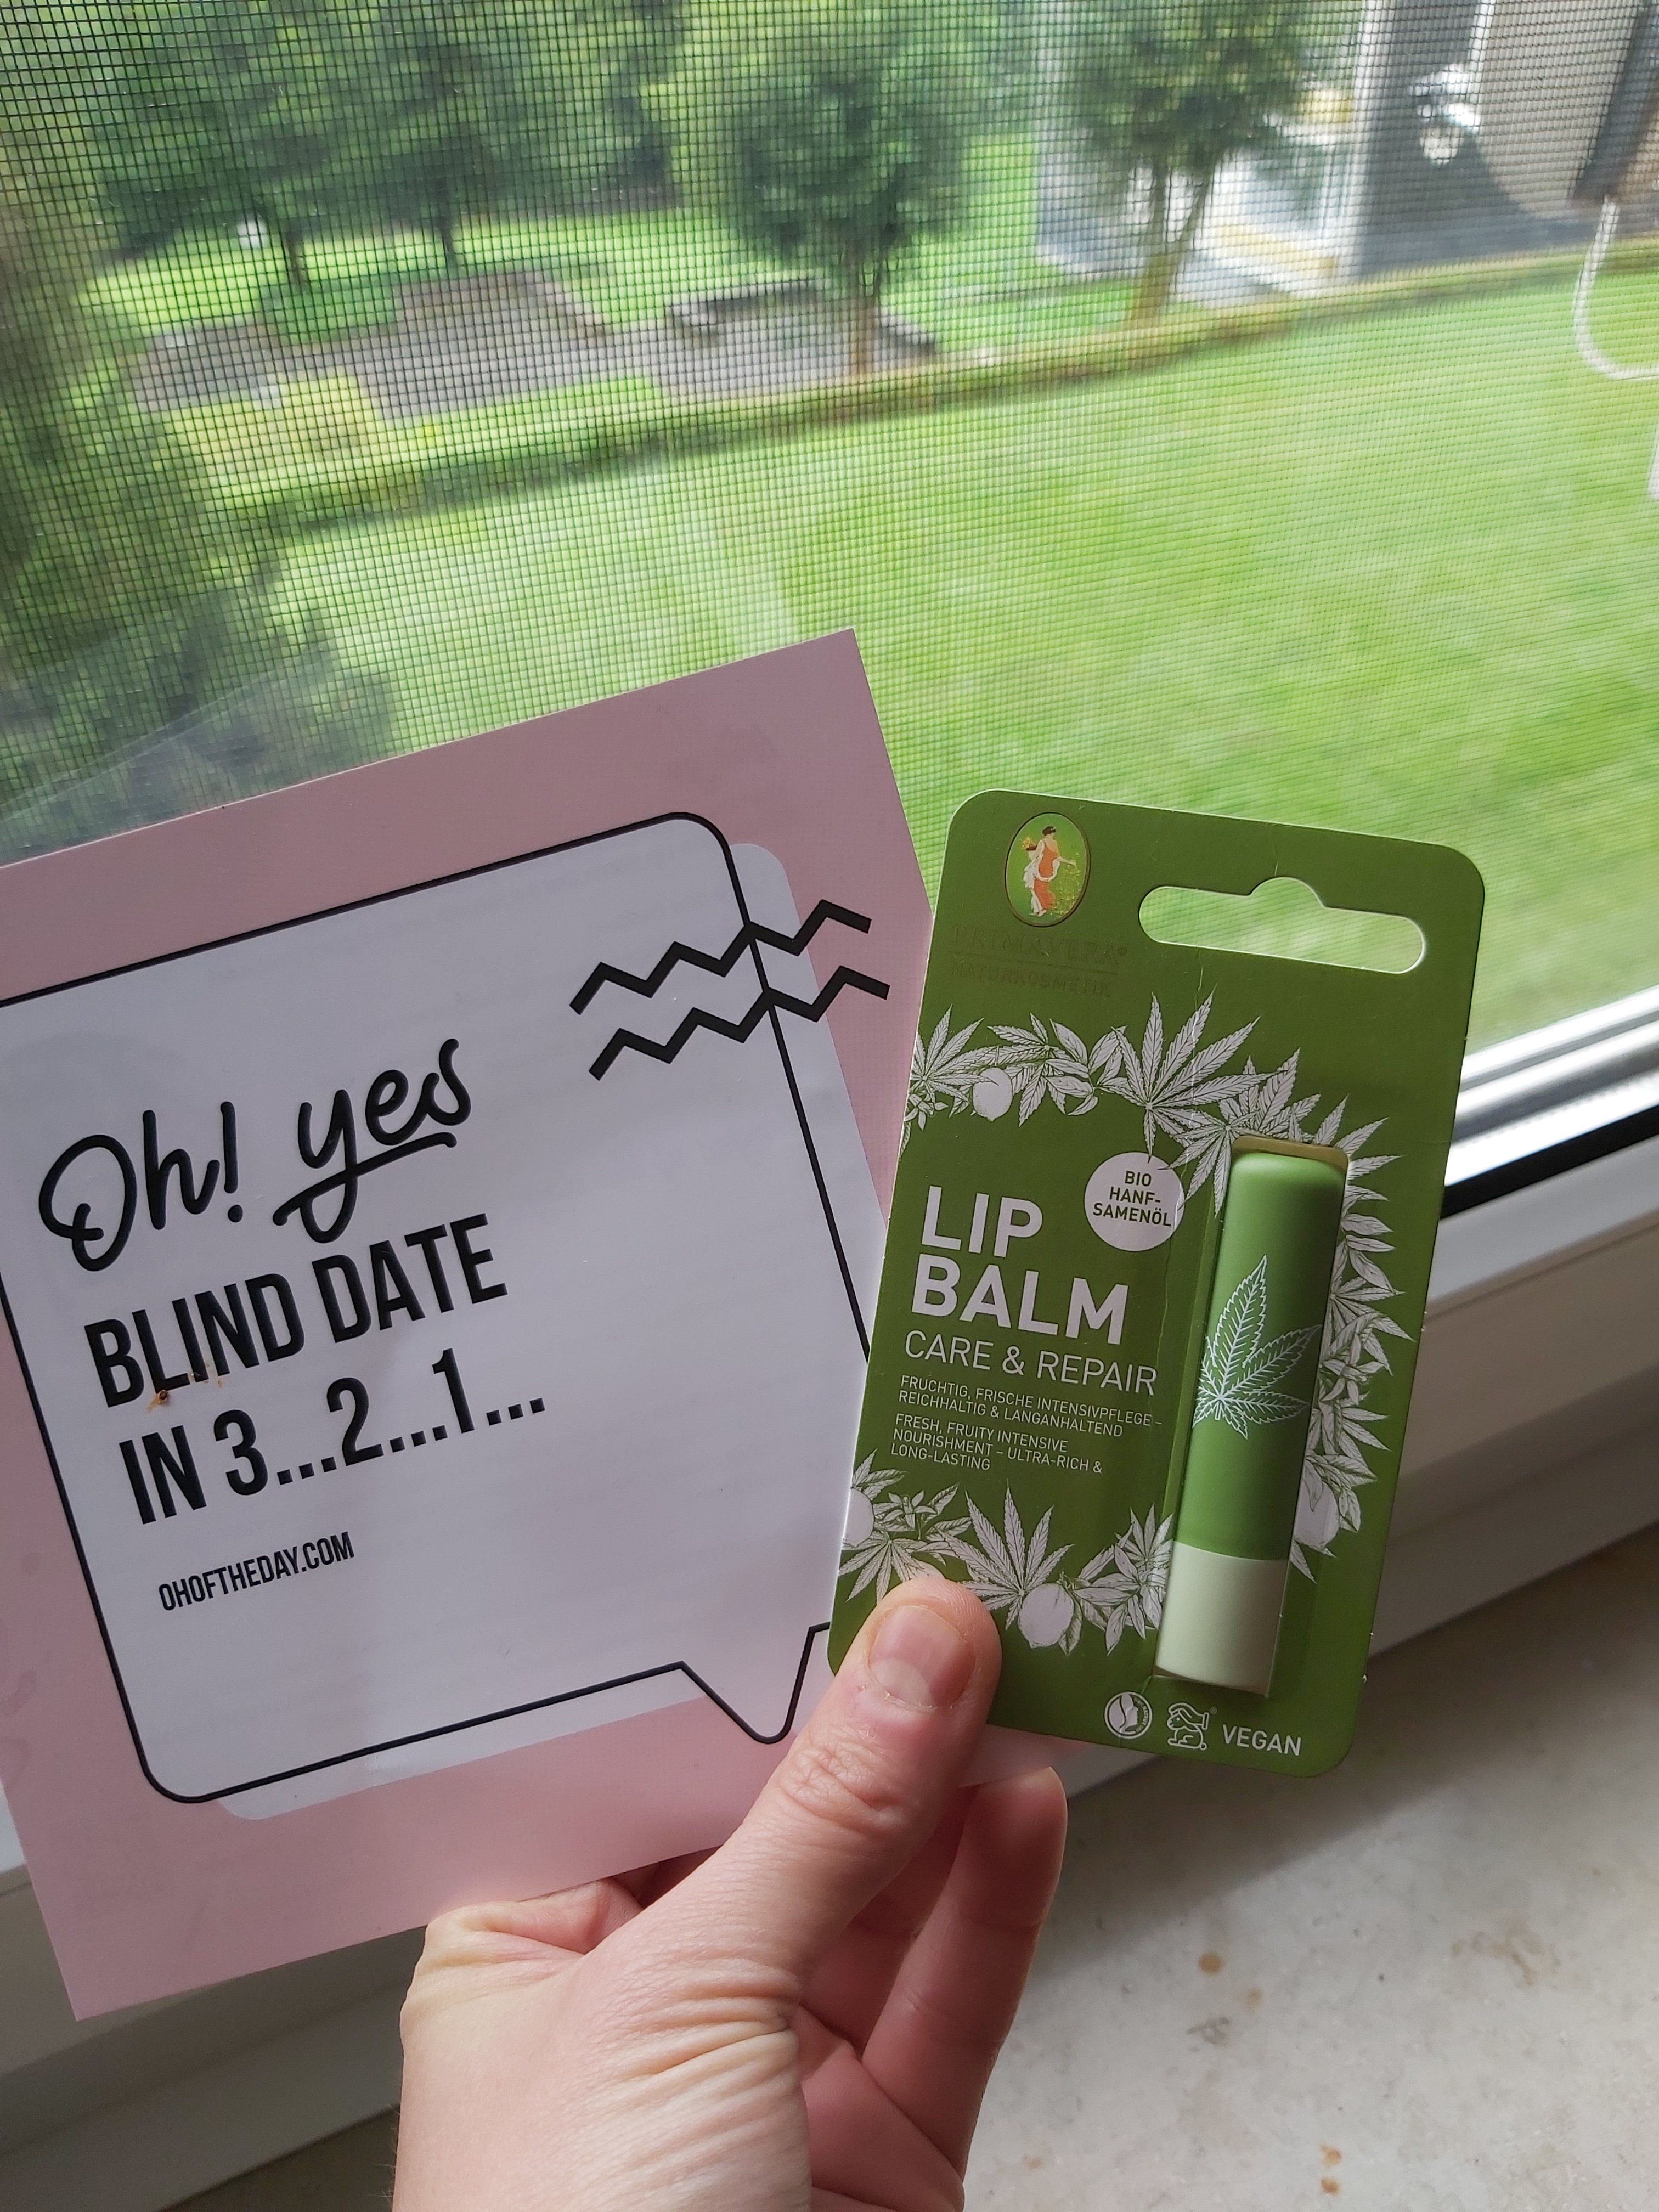 Oh! yes
BLIND DATE
IN 3...2...1...
OHOFTHEDAY.COM
PRIMAVERA®
NATURKOSMETIK
BIO
HANF-
SAMENÖL
LIP
BALM
CARE & REPAIR
FRUCHTIG, FRISCHE INTENSIVPFLEGE –
REICHHALTIG & LANGANHALTEND
FRESH, FRUITY INTENSIVE
NOURISHMENT – ULTRA-RICH &
LONG-LASTING
VEGAN